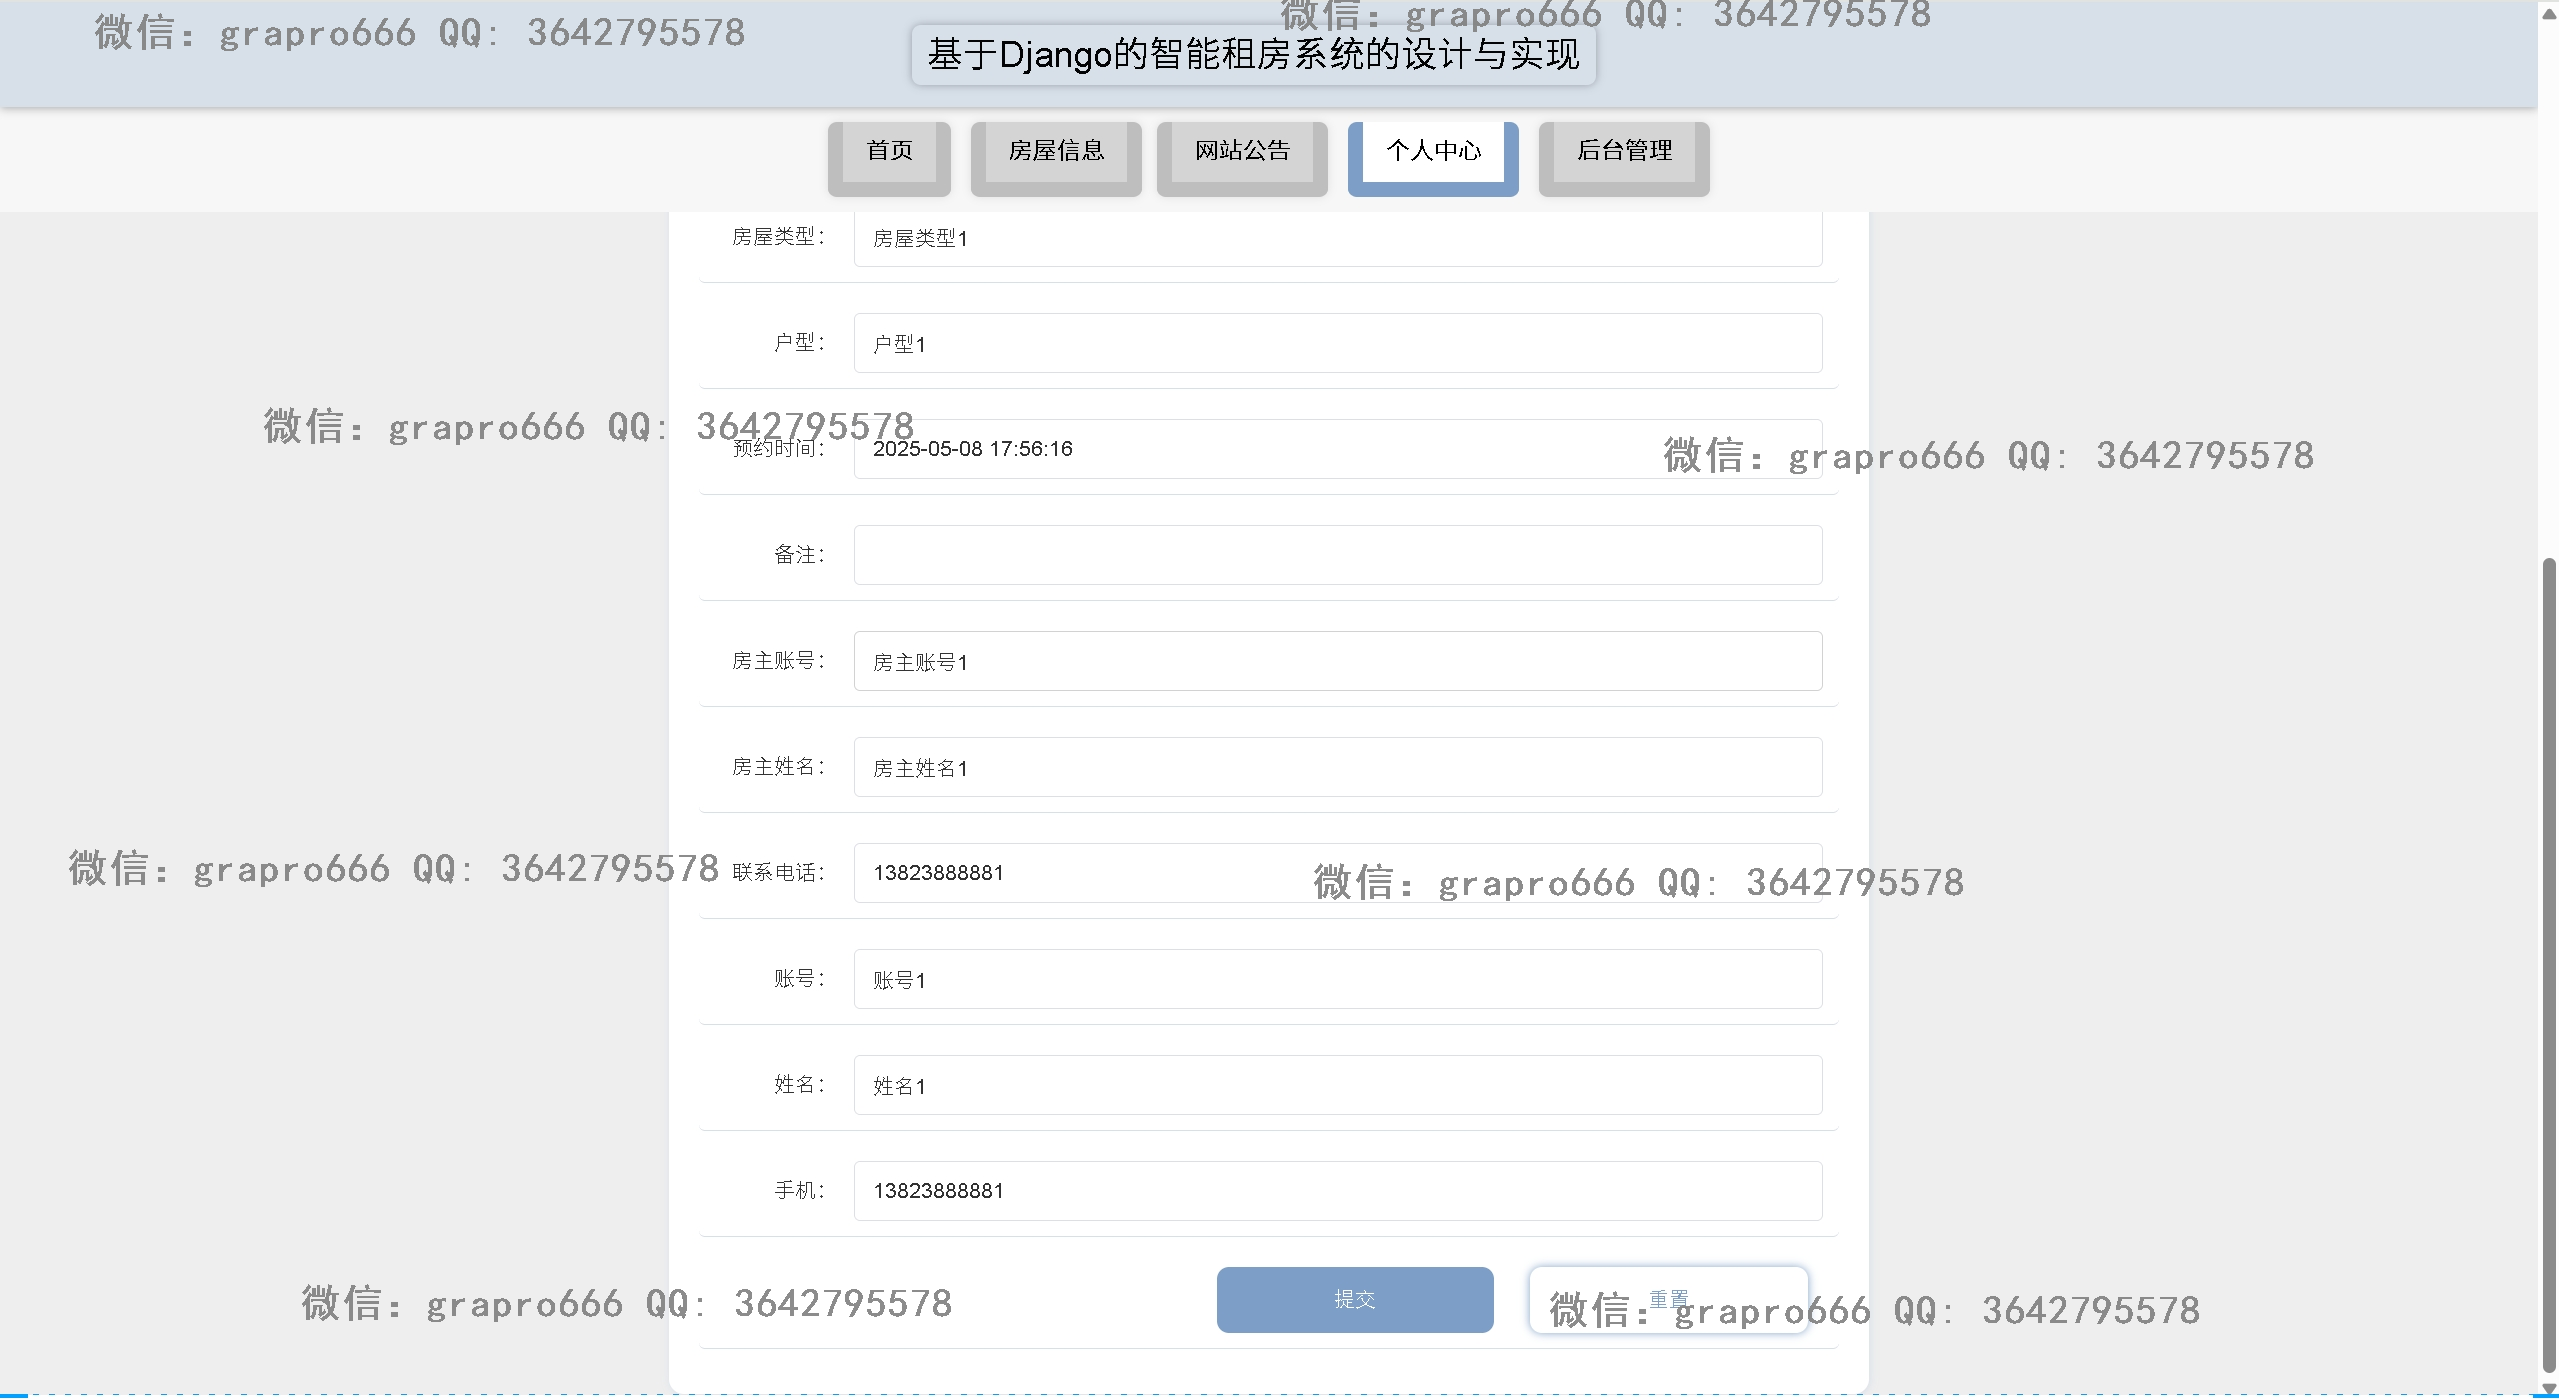 微信：grapro666 QQ: 3642795578
微信：grapro666 QQ: 3642795578
基于Django的智能租房系统的设计与实现
首页 房屋信息 网站公告 个人中心 后台管理
房屋类型： 房屋类型1
户型： 户型1
微信：grapro666 QQ: 3642795578
预约时间： 2025-05-08 17:56:16
微信：grapro666 QQ: 3642795578
备注：
房主账号： 房主账号1
房主姓名： 房主姓名1
微信：grapro666 QQ: 3642795578
联系电话： 13823888881
微信：grapro666 QQ: 3642795578
账号： 账号1
姓名： 姓名1
手机： 13823888881
微信：grapro666 QQ: 3642795578
提交 重置
微信：grapro666 QQ: 3642795578